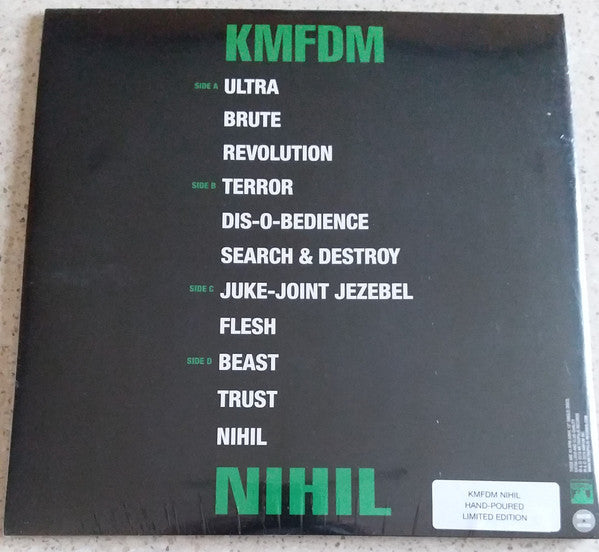 KMFDM
SIDE A ULTRA
BRUTE
REVOLUTION
SIDE B TERROR
DIS-O-BEDIENCE
SEARCH & DESTROY
SIDE C JUKE-JOINT JEZEBEL
FLESH
SIDE D BEAST
TRUST
NIHIL
NIHIL
KMFDM NIHIL
HAND-POURED
LIMITED EDITION